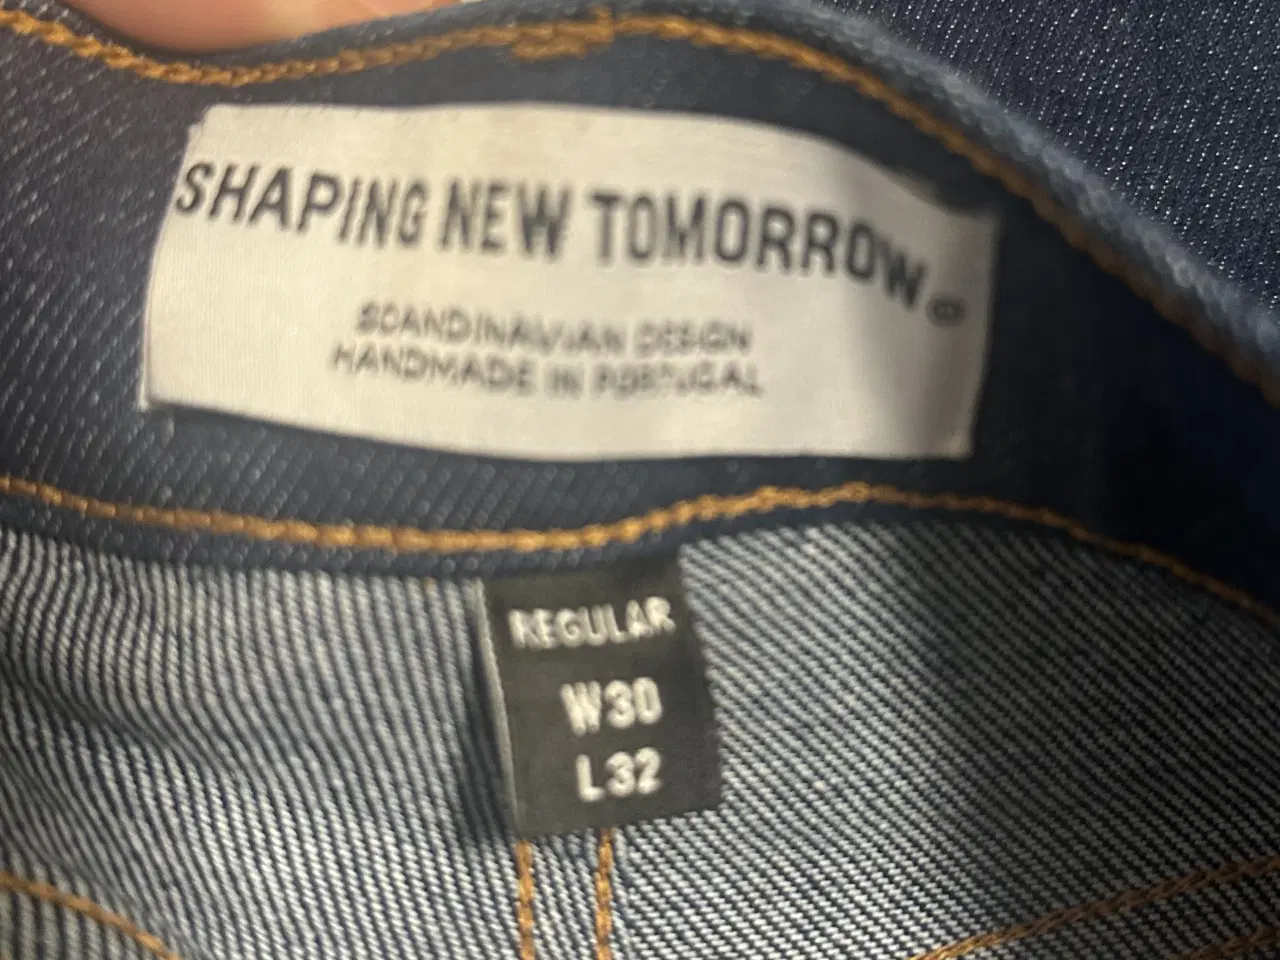 SHAPING NEW TOMORROW®
SCANDINAVIAN DESIGN
HANDMADE IN PORTUGAL
REGULAR
W30
L32